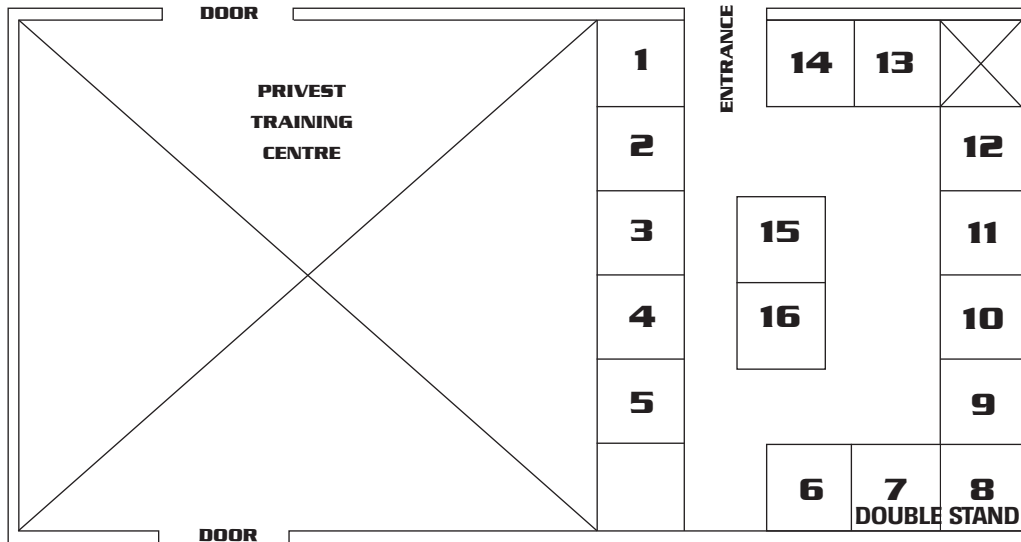 DOOR
PRIVEST
TRAINING
CENTRE
ENTRANCE
1
14
13
2
12
3
15
11
4
16
10
5
9
6
7
8
DOUBLE STAND
DOOR